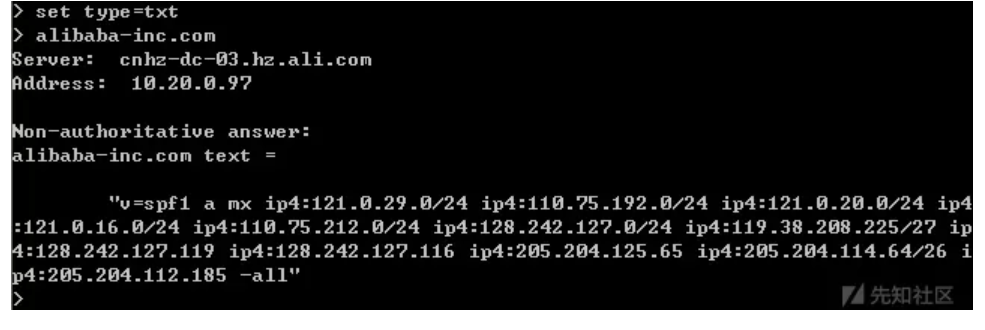 > set type=txt
> alibaba-inc.com
Server:  cnhz-dc-03.hz.ali.com
Address:  10.20.0.97
Non-authoritative answer:
alibaba-inc.com text =
"v=spf1 a mx ip4:121.0.29.0/24 ip4:110.75.192.0/24 ip4:121.0.20.0/24 ip4
:121.0.16.0/24 ip4:110.75.212.0/24 ip4:128.242.127.0/24 ip4:119.38.208.225/27 ip
4:128.242.127.119 ip4:128.242.127.116 ip4:205.204.125.65 ip4:205.204.114.64/26 i
p4:205.204.112.185 -all"
>
先知社区